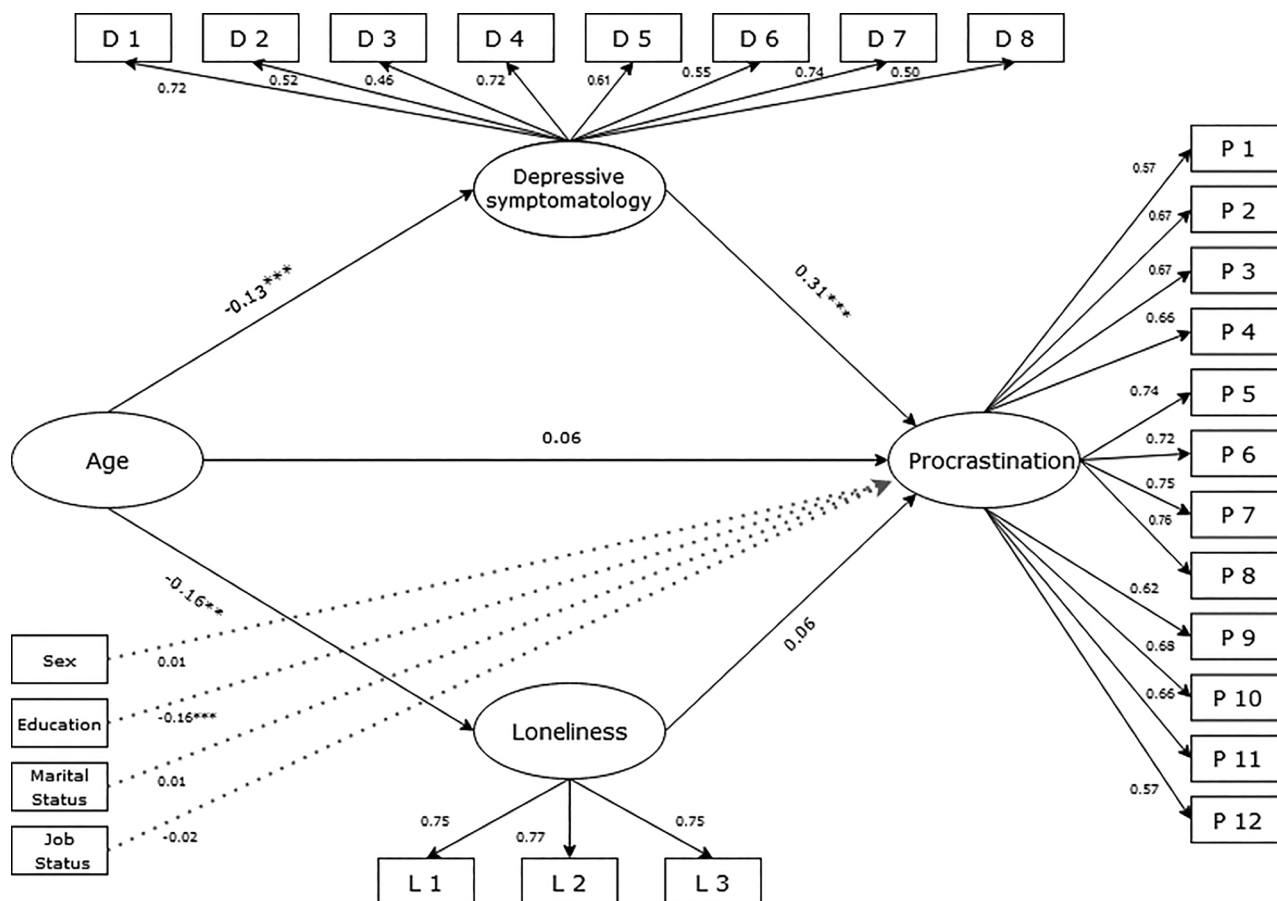 D 1
D 2
D 3
D 4
D 5
D 6
D 7
D 8
0.72
0.52
0.46
0.72
0.61
0.55
0.74
0.50
Depressive
symptomatology
-0.13***
0.31***
Age
0.06
Procrastination
-0.16**
0.06
Sex
0.01
Education
-0.16***
Marital
Status
0.01
Job
Status
-0.02
Loneliness
0.75
0.77
0.75
L 1
L 2
L 3
0.57
P 1
0.67
P 2
0.67
P 3
0.66
P 4
0.74
P 5
0.72
P 6
0.75
P 7
0.76
P 8
0.62
P 9
0.68
P 10
0.66
P 11
0.57
P 12